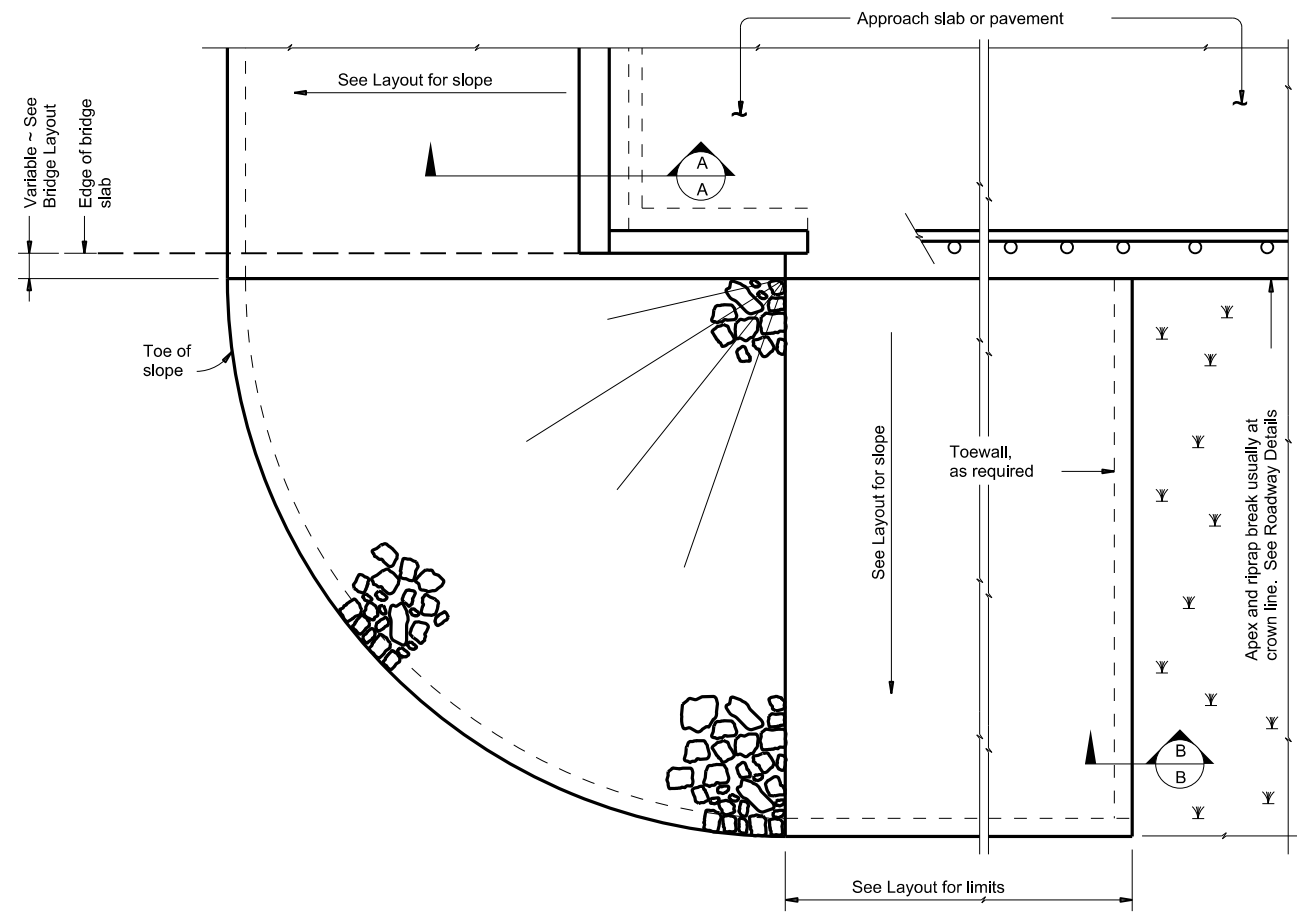 Approach slab or pavement
See Layout for slope
Variable ~ See
Bridge Layout
Edge of bridge
slab
A
A
Toe of
slope
See Layout for slope
Toewall,
as required
Apex and riprap break usually at
crown line. See Roadway Details
B
B
See Layout for limits